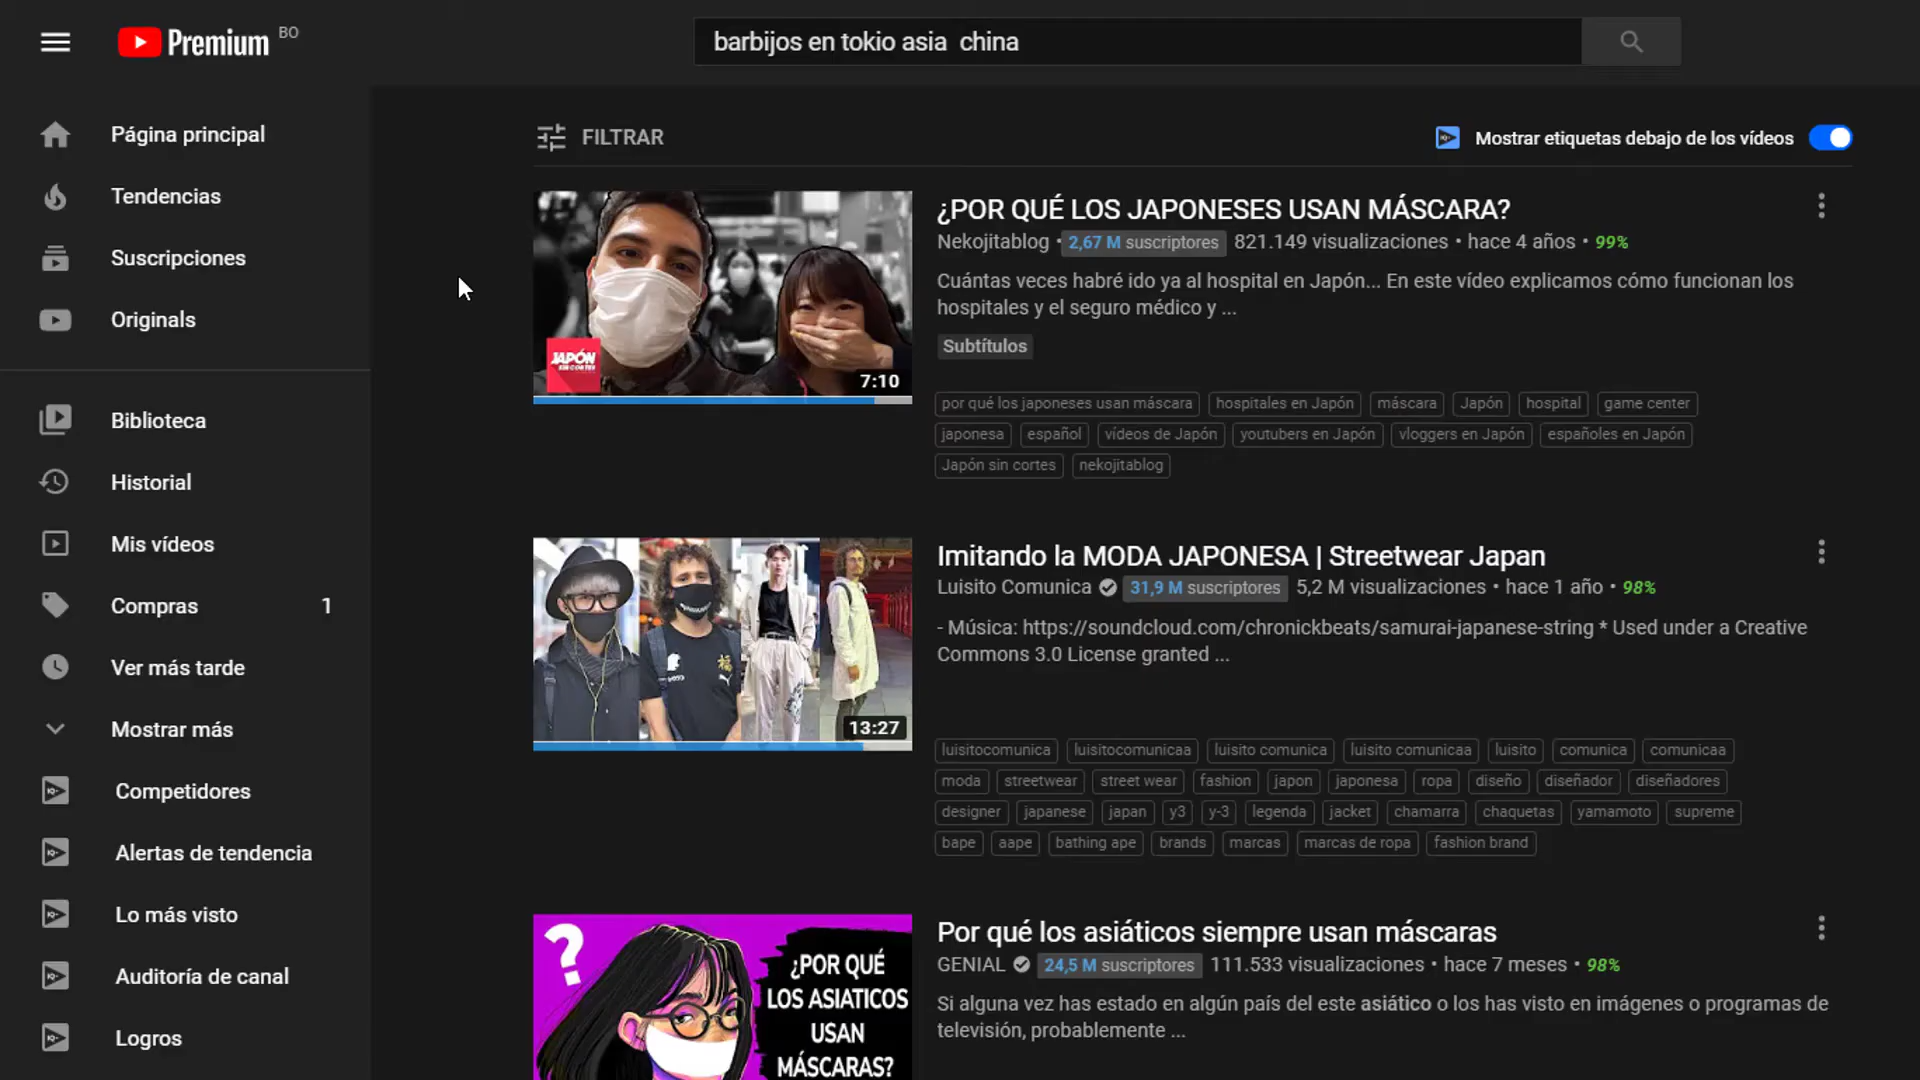 Premium BO
barbijos en tokio asia  china
Página principal
Tendencias
Suscripciones
Originals
Biblioteca
Historial
Mis vídeos
Compras 1
Ver más tarde
Mostrar más
Competidores
Alertas de tendencia
Lo más visto
Auditoría de canal
Logros
FILTRAR
Mostrar etiquetas debajo de los vídeos
JAPÓN
SIN CORTES
7:10
¿POR QUÉ LOS JAPONESES USAN MÁSCARA?
Nekojitablog • 2,67 M suscriptores 821.149 visualizaciones • hace 4 años • 99%
Cuántas veces habré ido ya al hospital en Japón... En este vídeo explicamos cómo funcionan los
hospitales y el seguro médico y ...
Subtítulos
por qué los japoneses usan máscara hospitales en Japón máscara Japón hospital game center
japonesa español vídeos de Japón youtubers en Japón vloggers en Japón españoles en Japón
Japón sin cortes nekojitablog
13:27
Imitando la MODA JAPONESA | Streetwear Japan
Luisito Comunica 31,9 M suscriptores 5,2 M visualizaciones • hace 1 año • 98%
- Música: https://soundcloud.com/chronickbeats/samurai-japanese-string * Used under a Creative
Commons 3.0 License granted ...
luisitocomunica luisitocomunicaa luisito comunica luisito comunicaa luisito comunica comunicaa
moda streetwear street wear fashion japon japonesa ropa diseño diseñador diseñadores
designer japanese japan y3 y-3 legenda jacket chamarra chaquetas yamamoto supreme
bape aape bathing ape brands marcas marcas de ropa fashion brand
?
¿POR QUÉ
LOS ASIATICOS
USAN
MÁSCARAS?
Por qué los asiáticos siempre usan máscaras
GENIAL 24,5 M suscriptores 111.533 visualizaciones • hace 7 meses • 98%
Si alguna vez has estado en algún país del este asiático o los has visto en imágenes o programas de
televisión, probablemente ...